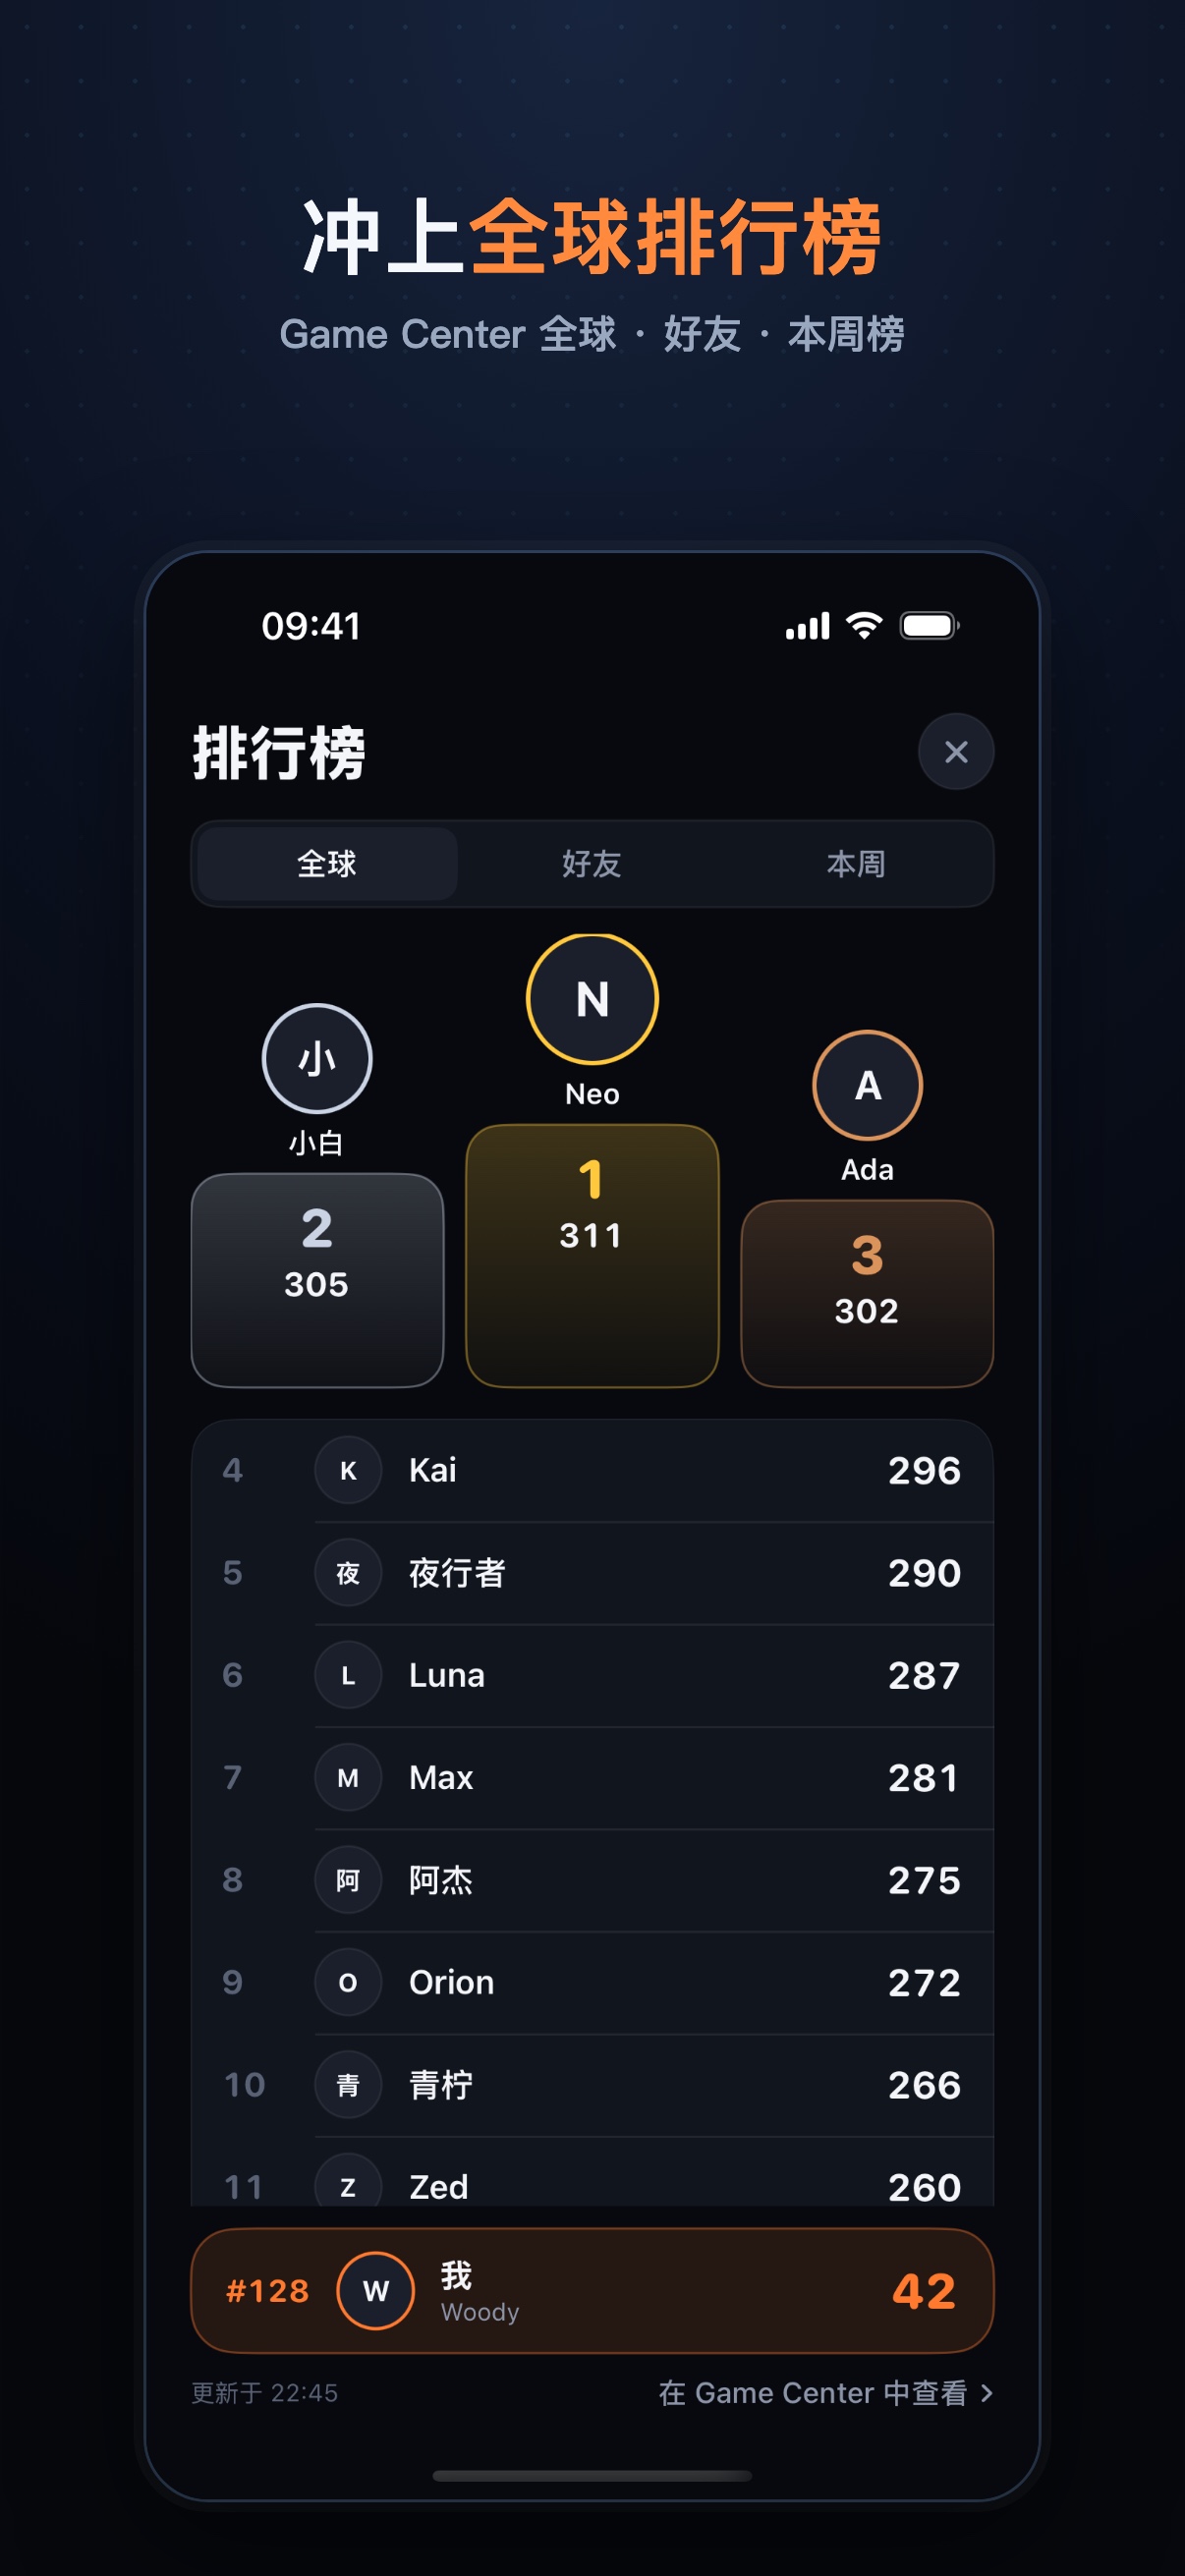 冲上全球排行榜
Game Center 全球 · 好友 · 本周榜
09:41
排行榜
全球 好友 本周
N
Neo
1
311
小
小白
2
305
A
Ada
3
302
4 K Kai 296
5 夜 夜行者 290
6 L Luna 287
7 M Max 281
8 阿 阿杰 275
9 O Orion 272
10 青 青柠 266
11 Z Zed 260
#128 W 我 42
Woody
更新于 22:45 在 Game Center 中查看